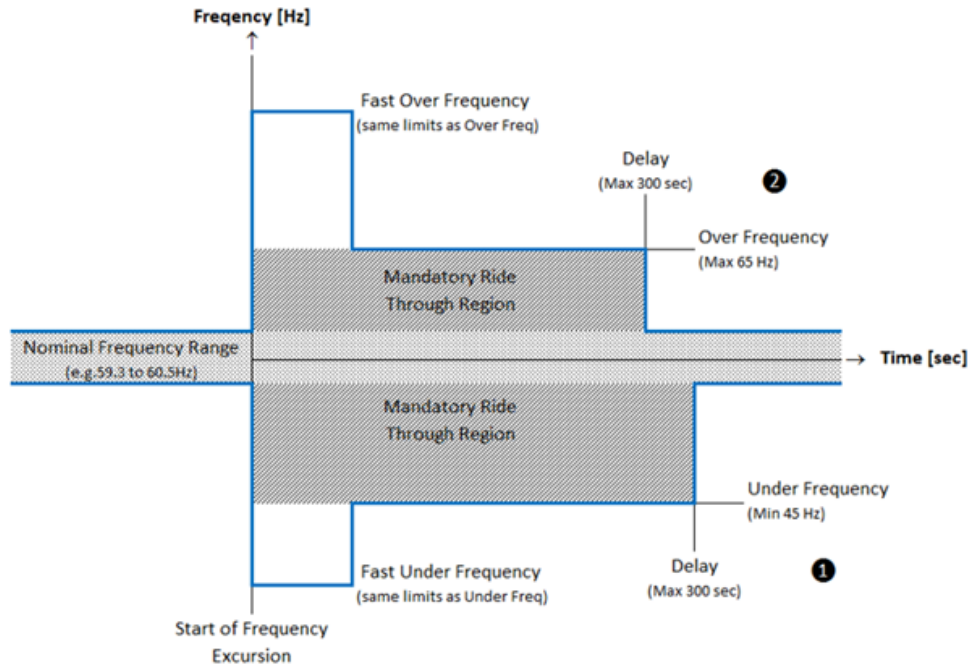 Freqency [Hz]
Fast Over Frequency
(same limits as Over Freq)
Delay
(Max 300 sec)
2
Over Frequency
(Max 65 Hz)
Mandatory Ride
Through Region
Nominal Frequency Range
(e.g.59.3 to 60.5Hz)
Time [sec]
Mandatory Ride
Through Region
Under Frequency
(Min 45 Hz)
Fast Under Frequency
(same limits as Under Freq)
Delay
(Max 300 sec)
1
Start of Frequency
Excursion